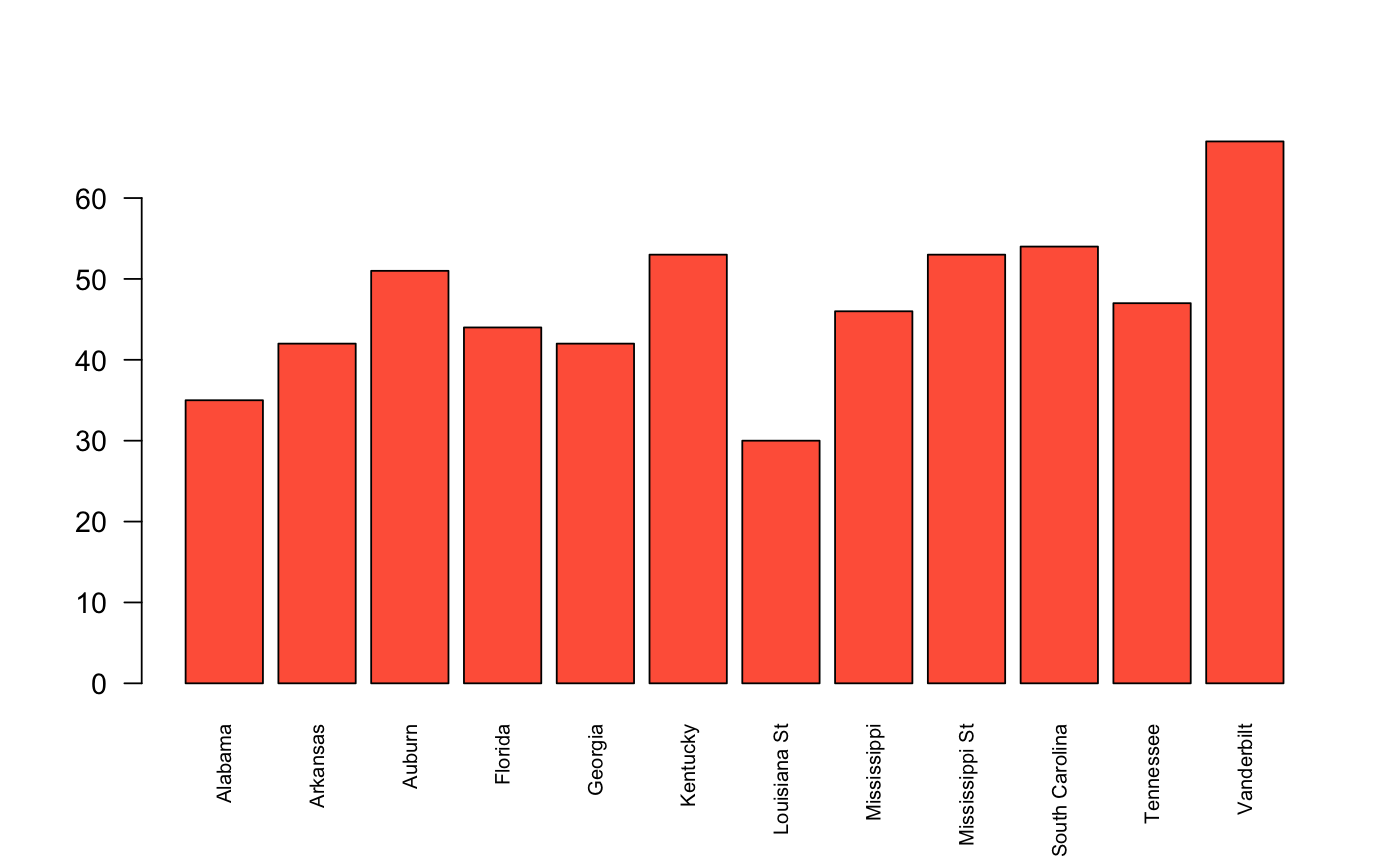 60
50
40
30
20
10
0
Alabama
Arkansas
Auburn
Florida
Georgia
Kentucky
Louisiana St
Mississippi
Mississippi St
South Carolina
Tennessee
Vanderbilt